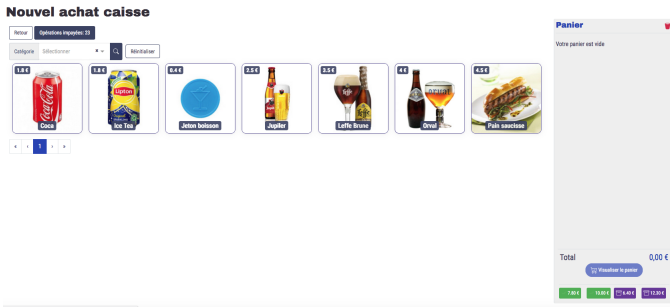 Nouvel achat caisse
Retour
Opérations impayées: 23
Catégorie
Sélectionner
Réinitialiser
1.8 €
Coca
1.8 €
Lipton
Ice Tea
0.4 €
Jeton boisson
2.5 €
Jupiler
3.5 €
Leffe Brune
4 €
Orval
4.5 €
Pain saucisse
« ‹ 1 › »
Panier
Votre panier est vide
Total 0,00 €
Visualiser le panier
7.80 €
10.00 €
6.40 €
12.30 €